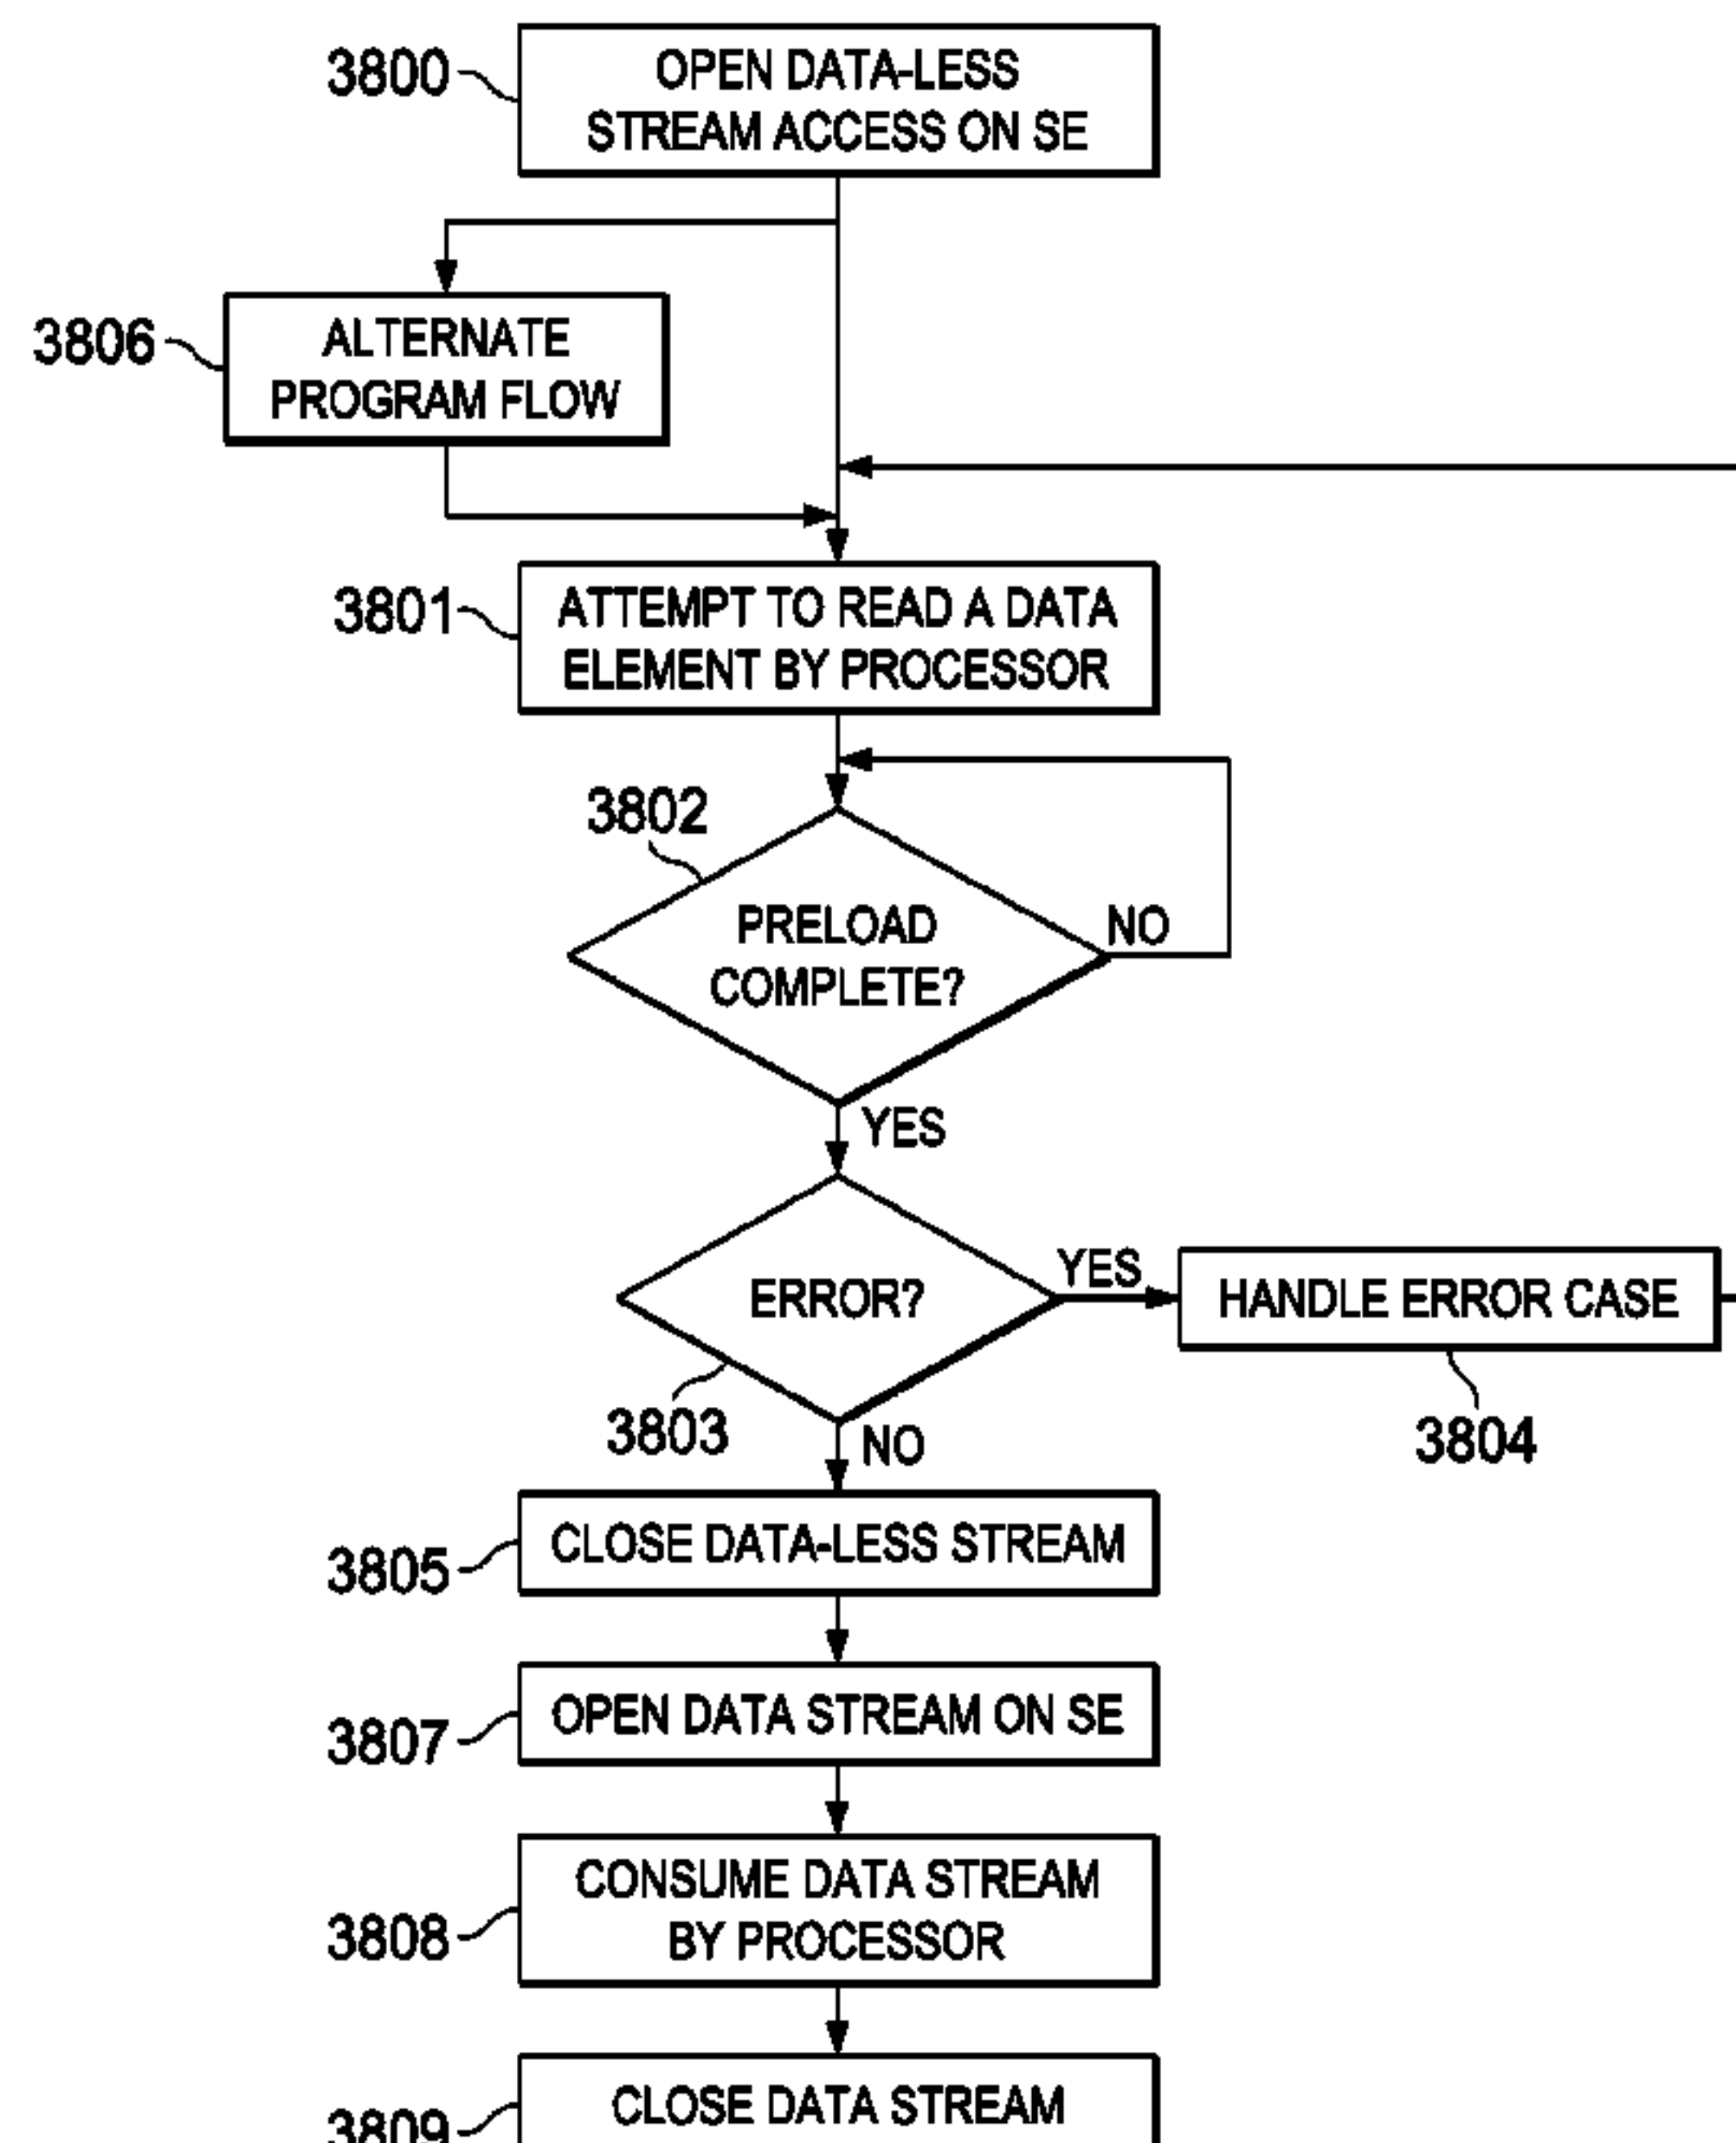 3800
OPEN DATA-LESS
STREAM ACCESS ON SE
3806
ALTERNATE
PROGRAM FLOW
3801
ATTEMPT TO READ A DATA
ELEMENT BY PROCESSOR
3802
PRELOAD
COMPLETE?
NO
YES
ERROR?
YES
HANDLE ERROR CASE
3803
3804
NO
3805
CLOSE DATA-LESS STREAM
3807
OPEN DATA STREAM ON SE
3808
CONSUME DATA STREAM
BY PROCESSOR
3809
CLOSE DATA STREAM